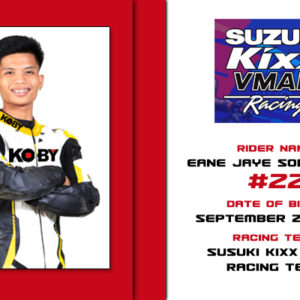 KOBY
SUZU
Kixx
VMAN
Racing
RIDER NAM
EANE JAYE SO
#22
DATE OF BI
SEPTEMBER 2
RACING TE
SUSUKI KIXX
RACING TE